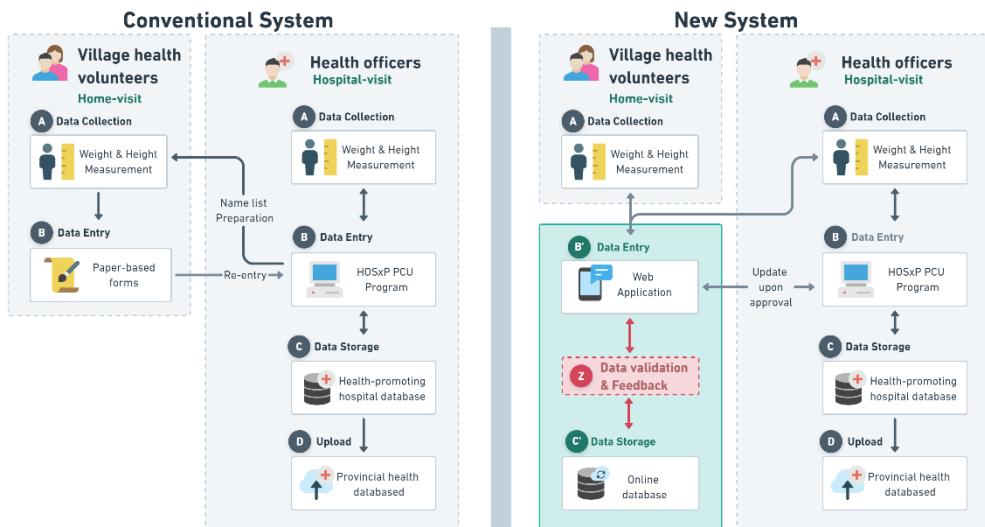 Conventional System
Village health
volunteers
Home-visit
A Data Collection
Weight & Height
Measurement
B Data Entry
Paper-based
forms
Name list
Preparation
Re-entry
Health officers
Hospital-visit
A Data Collection
Weight & Height
Measurement
B Data Entry
HOSxP PCU
Program
C Data Storage
Health-promoting
hospital database
D Upload
Provincial health
databased
New System
Village health
volunteers
Home-visit
A Data Collection
Weight & Height
Measurement
B' Data Entry
Web
Application
Z Data validation
& Feedback
C' Data Storage
Online
database
Update
upon
approval
Health officers
Hospital-visit
A Data Collection
Weight & Height
Measurement
B Data Entry
HOSxP PCU
Program
C Data Storage
Health-promoting
hospital database
D Upload
Provincial health
databased